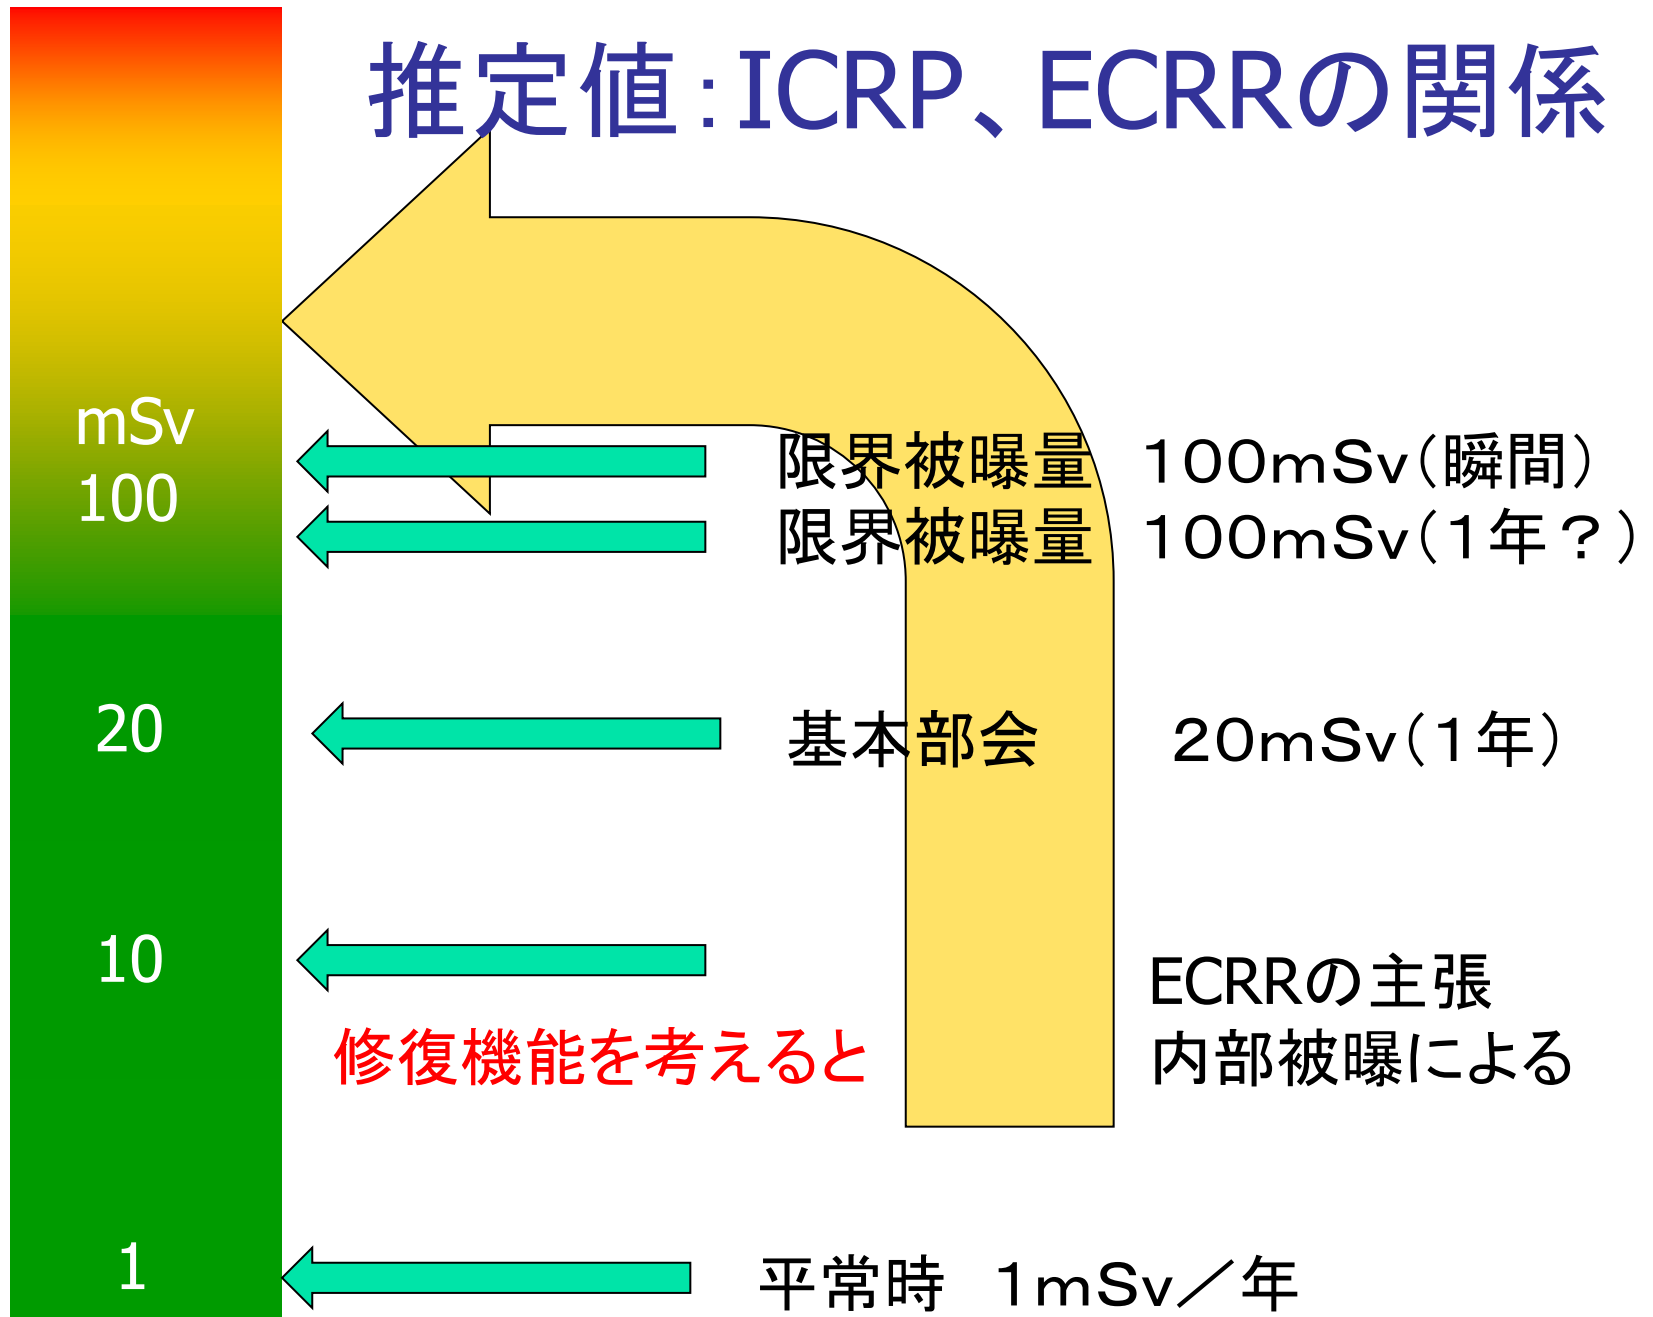 推定値：ICRP、ECRRの関係
mSv
100
限界被曝量　１００ｍＳｖ（瞬間）
限界被曝量　１００ｍＳｖ（１年？）
20
基本部会　　２０ｍＳｖ（１年）
10
ECRRの主張
修復機能を考えると
内部被曝による
1
平常時　１ｍＳｖ／年